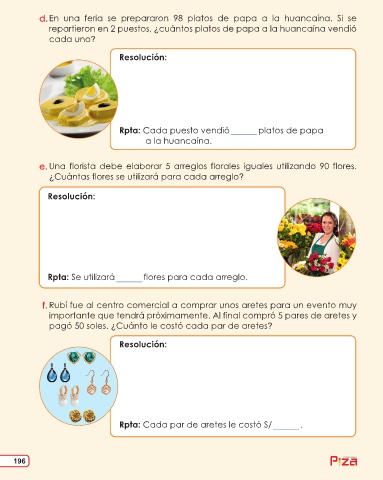 d. En una feria se prepararon 98 platos de papa a la huancaína. Si se
repartieron en 2 puestos, ¿cuántos platos de papa a la huancaína vendió
cada uno?
Resolución:
Rpta: Cada puesto vendió ______ platos de papa
a la huancaína.
e. Una florista debe elaborar 5 arreglos florales iguales utilizando 90 flores.
¿Cuántas flores se utilizará para cada arreglo?
Resolución:
Rpta: Se utilizará ______ flores para cada arreglo.
f. Rubí fue al centro comercial a comprar unos aretes para un evento muy
importante que tendrá próximamente. Al final compró 5 pares de aretes y
pagó 50 soles. ¿Cuánto le costó cada par de aretes?
Resolución:
Rpta: Cada par de aretes le costó S/ ______ .
196
Piza